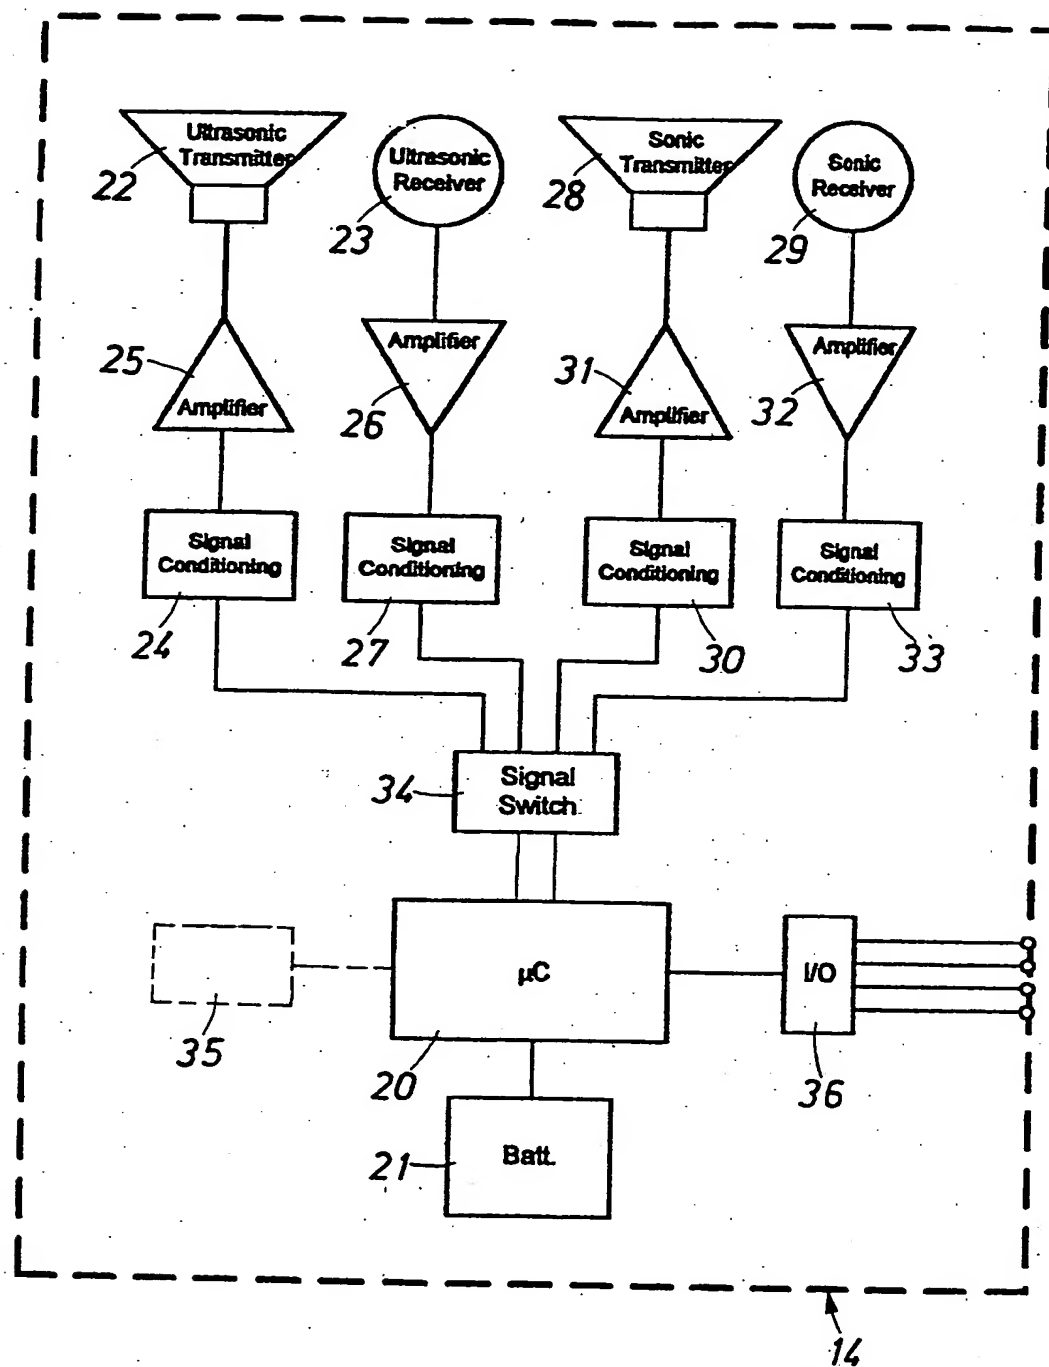 Ultrasonic
Transmitter
22
Ultrasonic
Receiver
23
Sonic
Transmitter
28
Sonic
Receiver
29
25
Amplifier
Amplifier
26
31
Amplifier
Amplifier
32
Signal
Conditioning
24
Signal
Conditioning
27
Signal
Conditioning
30
Signal
Conditioning
33
34
Signal
Switch
35
µC
20
I/O
36
21
Batt.
14